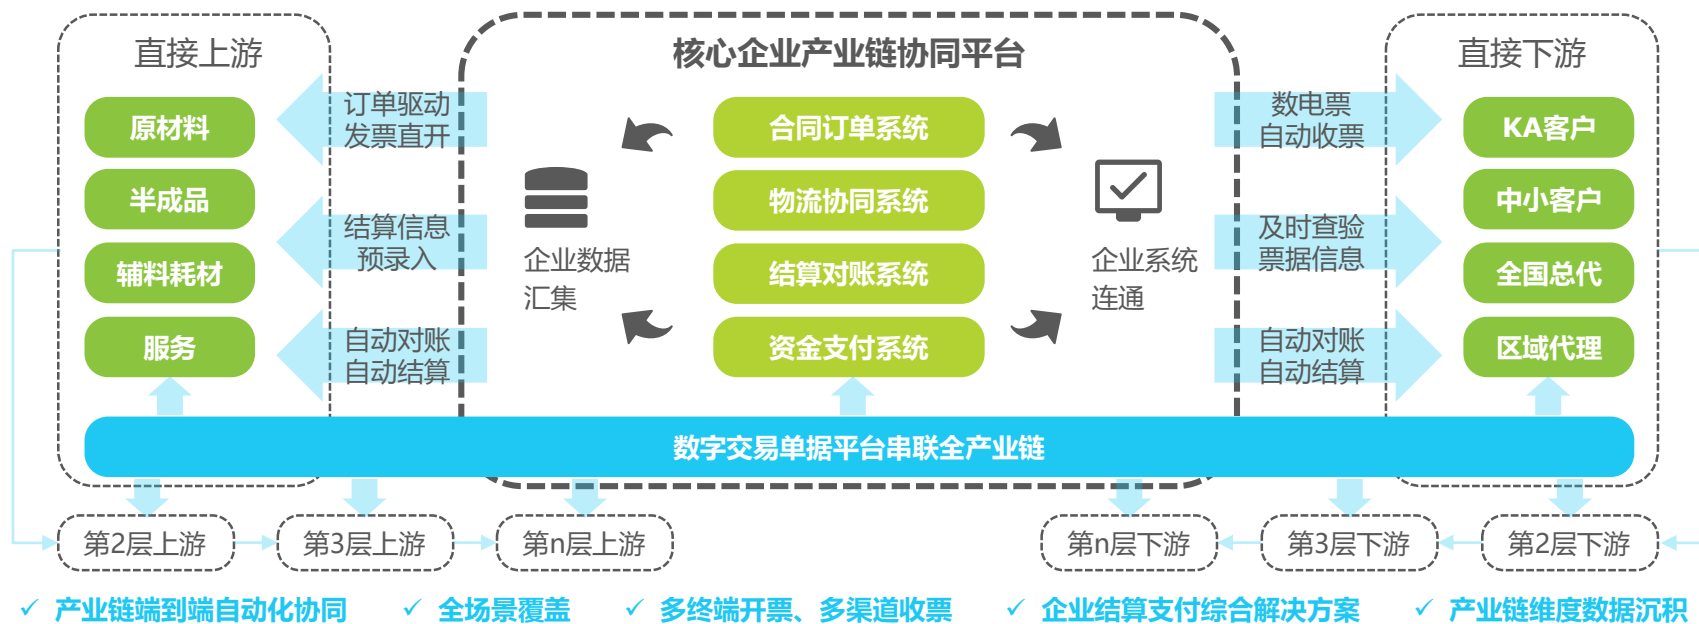 直接上游
核心企业产业链协同平台
直接下游
原材料
半成品
辅料耗材
服务
订单驱动
发票直开
结算信息
预录入
自动对账
自动结算
企业数据
汇集
合同订单系统
物流协同系统
结算对账系统
资金支付系统
企业系统
连通
数电票
自动收票
及时查验
票据信息
自动对账
自动结算
KA客户
中小客户
全国总代
区域代理
数字交易单据平台串联全产业链
第2层上游
第3层上游
第n层上游
第n层下游
第3层下游
第2层下游
✓ 产业链端到端自动化协同
✓ 全场景覆盖
✓ 多终端开票、多渠道收票
✓ 企业结算支付综合解决方案
✓ 产业链维度数据沉积